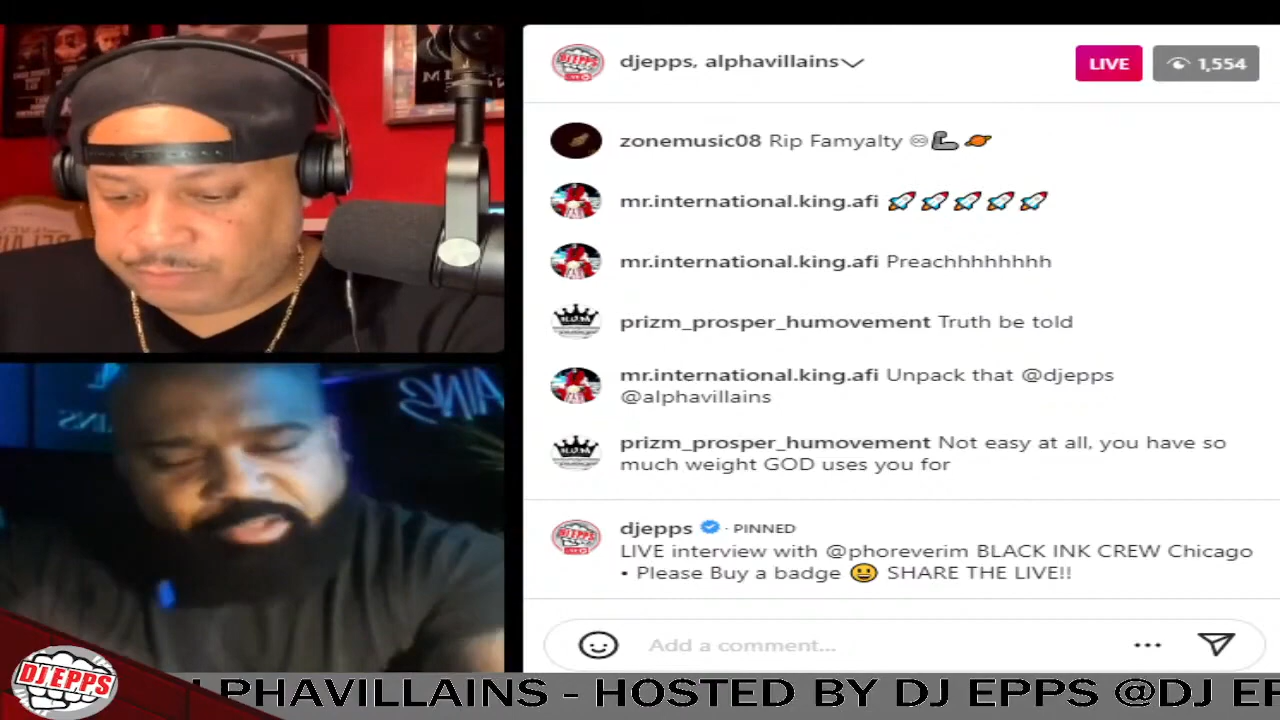 djepps, alphavillains
LIVE
1,554
zonemusic08 Rip Famyalty ♾💪🪐
mr.international.king.afi 🚀🚀🚀🚀🚀
mr.international.king.afi Preachhhhhhhh
prizm_prosper_humovement Truth be told
mr.international.king.afi Unpack that @djepps
@alphavillains
prizm_prosper_humovement Not easy at all, you have so
much weight GOD uses you for
djepps · PINNED
LIVE interview with @phoreverim BLACK INK CREW Chicago
• Please Buy a badge 😀 SHARE THE LIVE!!
Add a comment...
DJ EPPS
LPHAVILLAINS - HOSTED BY DJ EPPS @DJ EP